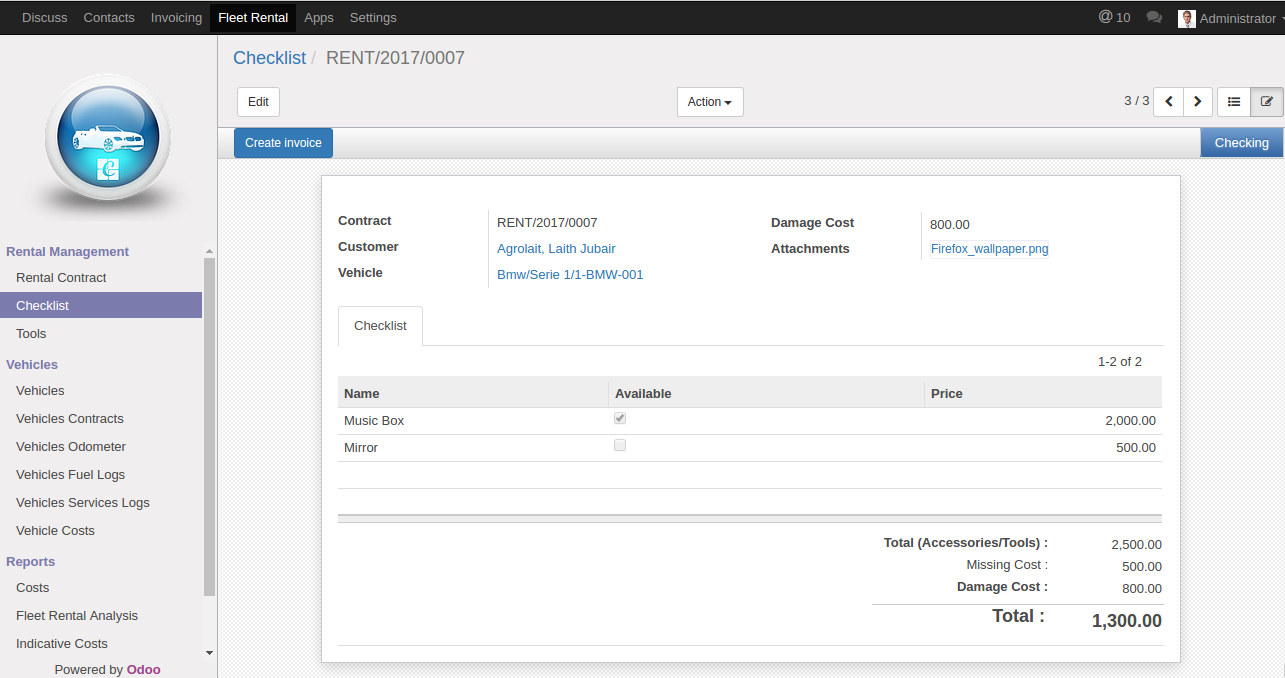 Discuss Contacts Invoicing Fleet Rental Apps Settings @ 10 Administrator
Checklist / RENT/2017/0007
Edit Action 3 / 3
Create invoice Checking
Rental Management
Rental Contract
Checklist
Tools
Vehicles
Vehicles
Vehicles Contracts
Vehicles Odometer
Vehicles Fuel Logs
Vehicles Services Logs
Vehicle Costs
Reports
Costs
Fleet Rental Analysis
Indicative Costs
Powered by Odoo
Contract RENT/2017/0007
Customer Agrolait, Laith Jubair
Vehicle Bmw/Serie 1/1-BMW-001
Damage Cost 800.00
Attachments Firefox_wallpaper.png
Checklist
1-2 of 2
Name Available Price
Music Box 2,000.00
Mirror 500.00
Total (Accessories/Tools) : 2,500.00
Missing Cost : 500.00
Damage Cost : 800.00
Total : 1,300.00